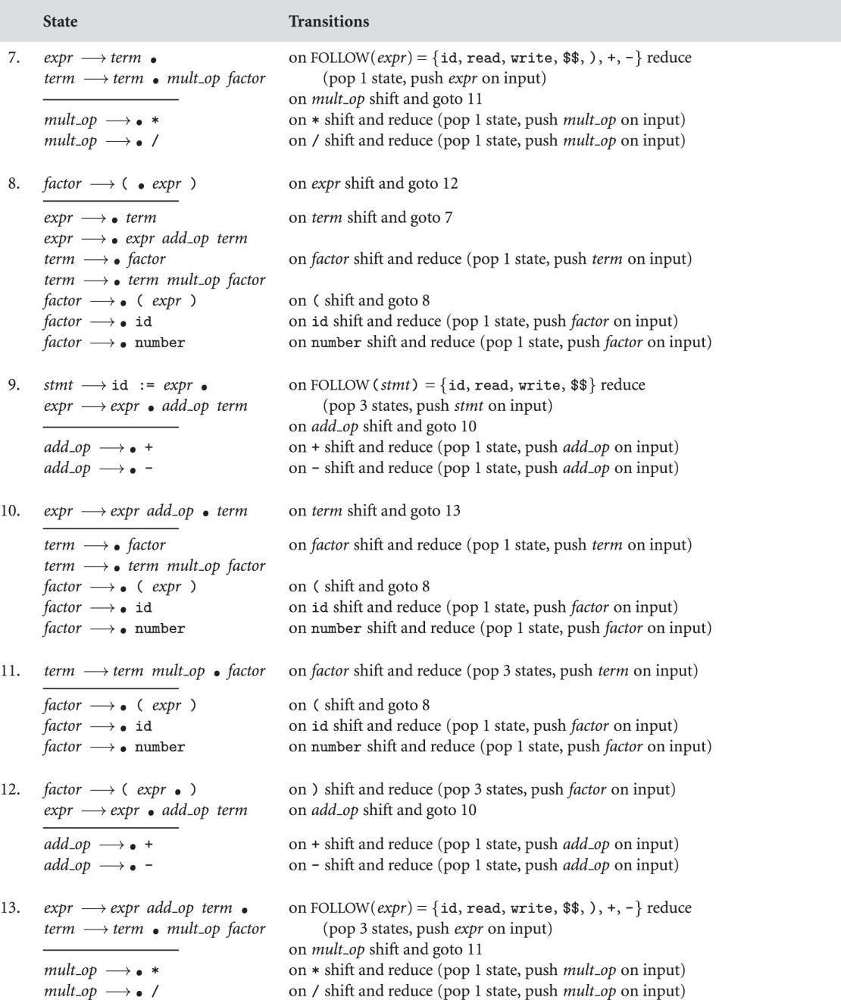 State Transitions
7. expr ⟶ term • on FOLLOW(expr) = {id, read, write, $$, ), +, -} reduce
term ⟶ term • mult_op factor (pop 1 state, push expr on input)
on mult_op shift and goto 11
mult_op ⟶ • * on * shift and reduce (pop 1 state, push mult_op on input)
mult_op ⟶ • / on / shift and reduce (pop 1 state, push mult_op on input)
8. factor ⟶ ( • expr ) on expr shift and goto 12
expr ⟶ • term on term shift and goto 7
expr ⟶ • expr add_op term
term ⟶ • factor on factor shift and reduce (pop 1 state, push term on input)
term ⟶ • term mult_op factor
factor ⟶ • ( expr ) on ( shift and goto 8
factor ⟶ • id on id shift and reduce (pop 1 state, push factor on input)
factor ⟶ • number on number shift and reduce (pop 1 state, push factor on input)
9. stmt ⟶ id := expr • on FOLLOW(stmt) = {id, read, write, $$} reduce
expr ⟶ expr • add_op term (pop 3 states, push stmt on input)
on add_op shift and goto 10
add_op ⟶ • + on + shift and reduce (pop 1 state, push add_op on input)
add_op ⟶ • - on - shift and reduce (pop 1 state, push add_op on input)
10. expr ⟶ expr add_op • term on term shift and goto 13
term ⟶ • factor on factor shift and reduce (pop 1 state, push term on input)
term ⟶ • term mult_op factor
factor ⟶ • ( expr ) on ( shift and goto 8
factor ⟶ • id on id shift and reduce (pop 1 state, push factor on input)
factor ⟶ • number on number shift and reduce (pop 1 state, push factor on input)
11. term ⟶ term mult_op • factor on factor shift and reduce (pop 3 states, push term on input)
factor ⟶ • ( expr ) on ( shift and goto 8
factor ⟶ • id on id shift and reduce (pop 1 state, push factor on input)
factor ⟶ • number on number shift and reduce (pop 1 state, push factor on input)
12. factor ⟶ ( expr • ) on ) shift and reduce (pop 3 states, push factor on input)
expr ⟶ expr • add_op term on add_op shift and goto 10
add_op ⟶ • + on + shift and reduce (pop 1 state, push add_op on input)
add_op ⟶ • - on - shift and reduce (pop 1 state, push add_op on input)
13. expr ⟶ expr add_op term • on FOLLOW(expr) = {id, read, write, $$, ), +, -} reduce
term ⟶ term • mult_op factor (pop 3 states, push expr on input)
on mult_op shift and goto 11
mult_op ⟶ • * on * shift and reduce (pop 1 state, push mult_op on input)
mult_op ⟶ • / on / shift and reduce (pop 1 state, push mult_op on input)